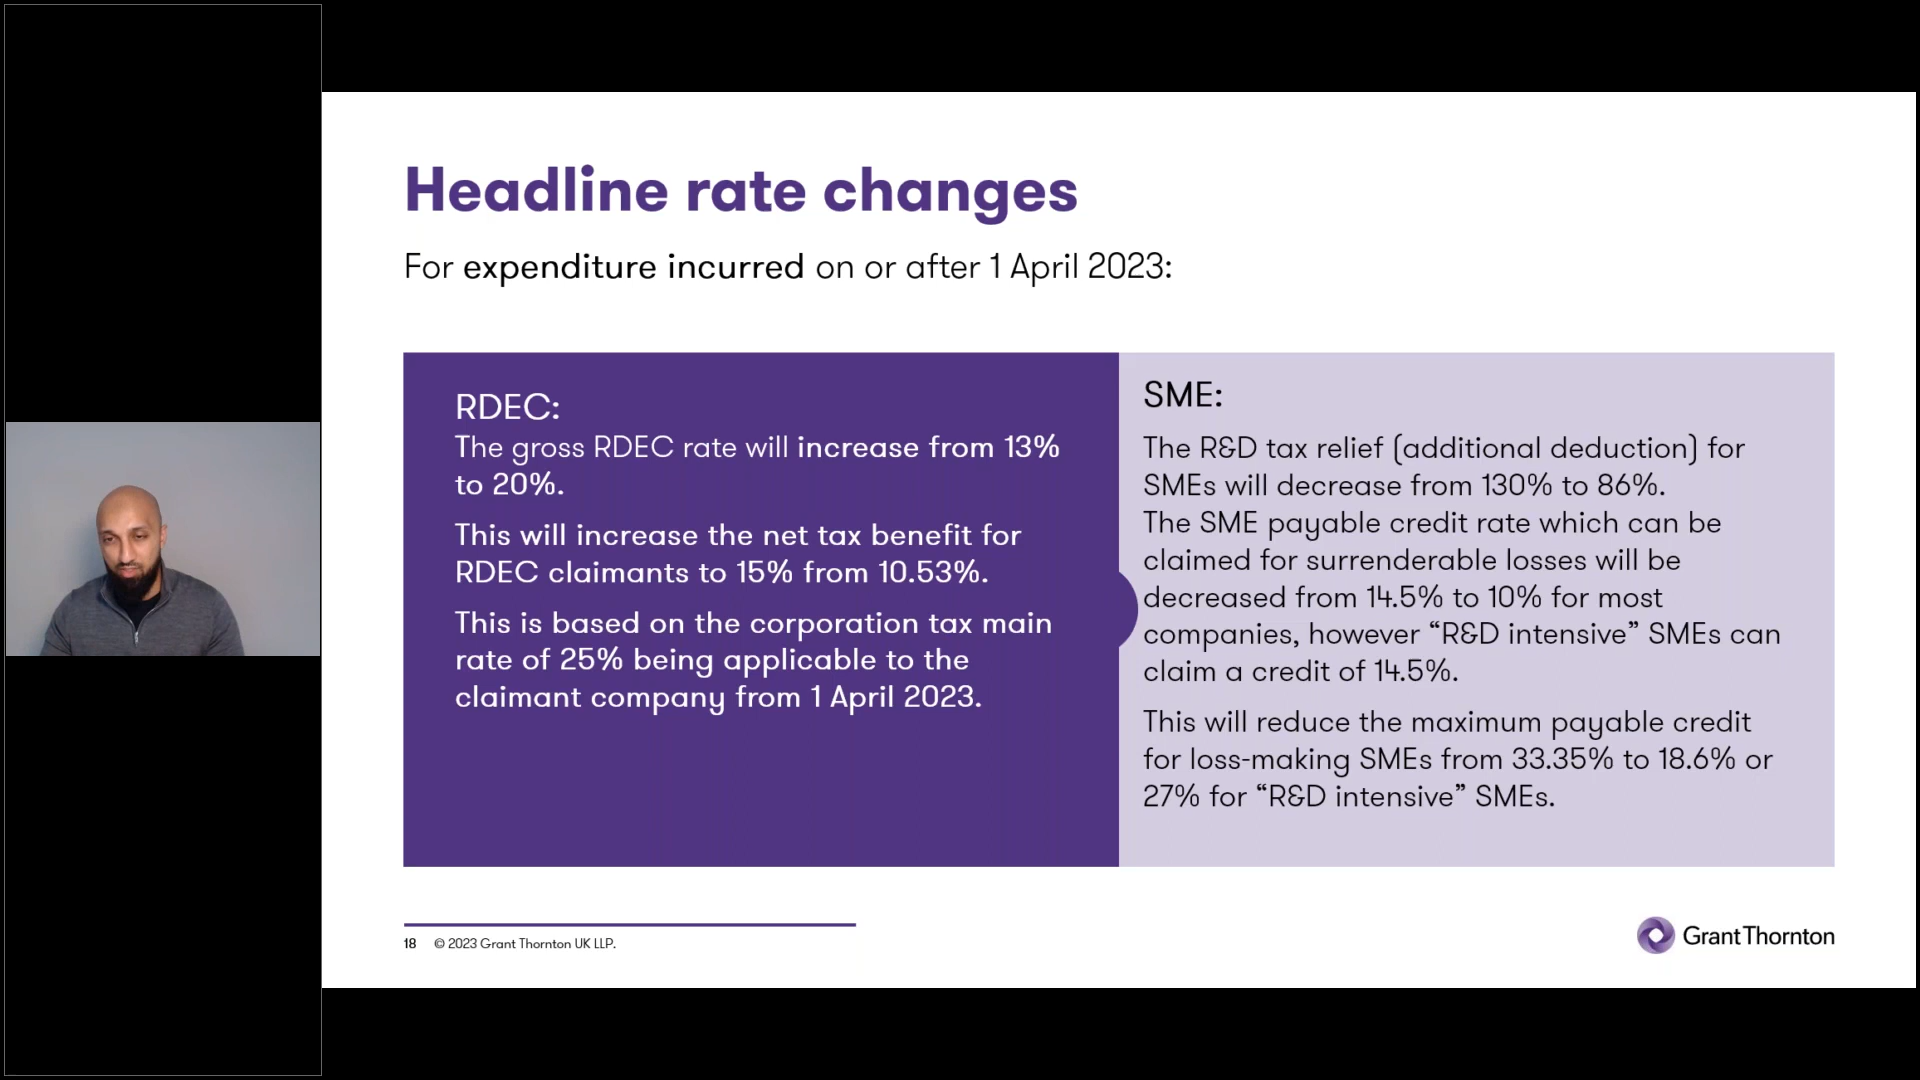 Headline rate changes
For expenditure incurred on or after 1 April 2023:
RDEC:
The gross RDEC rate will increase from 13%
to 20%.
This will increase the net tax benefit for
RDEC claimants to 15% from 10.53%.
This is based on the corporation tax main
rate of 25% being applicable to the
claimant company from 1 April 2023.
SME:
The R&D tax relief (additional deduction) for
SMEs will decrease from 130% to 86%.
The SME payable credit rate which can be
claimed for surrenderable losses will be
decreased from 14.5% to 10% for most
companies, however “R&D intensive” SMEs can
claim a credit of 14.5%.
This will reduce the maximum payable credit
for loss-making SMEs from 33.35% to 18.6% or
27% for “R&D intensive” SMEs.
18 © 2023 Grant Thornton UK LLP.
GrantThornton